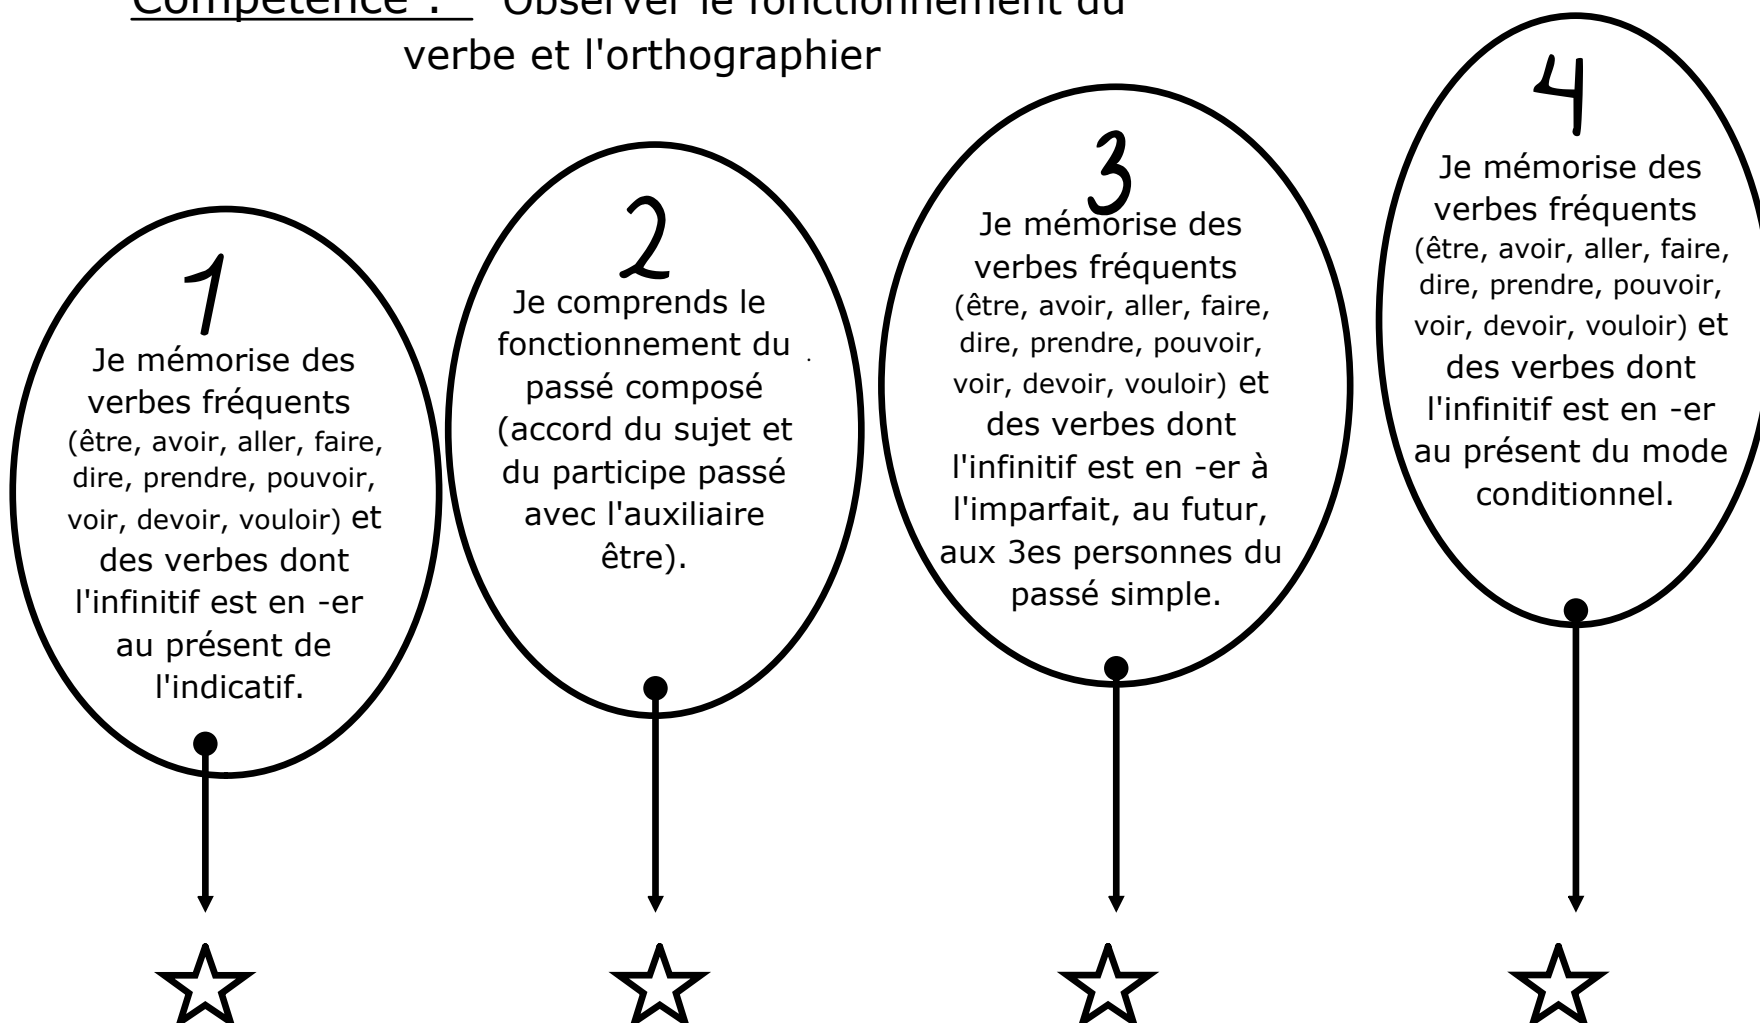 Compétence : Observer le fonctionnement du
verbe et l'orthographier
1
Je mémorise des
verbes fréquents
(être, avoir, aller, faire,
dire, prendre, pouvoir,
voir, devoir, vouloir) et
des verbes dont
l'infinitif est en -er
au présent de
l'indicatif.
2
Je comprends le
fonctionnement du
passé composé
(accord du sujet et
du participe passé
avec l'auxiliaire
être).
3
Je mémorise des
verbes fréquents
(être, avoir, aller, faire,
dire, prendre, pouvoir,
voir, devoir, vouloir) et
des verbes dont
l'infinitif est en -er à
l'imparfait, au futur,
aux 3es personnes du
passé simple.
4
Je mémorise des
verbes fréquents
(être, avoir, aller, faire,
dire, prendre, pouvoir,
voir, devoir, vouloir) et
des verbes dont
l'infinitif est en -er
au présent du mode
conditionnel.